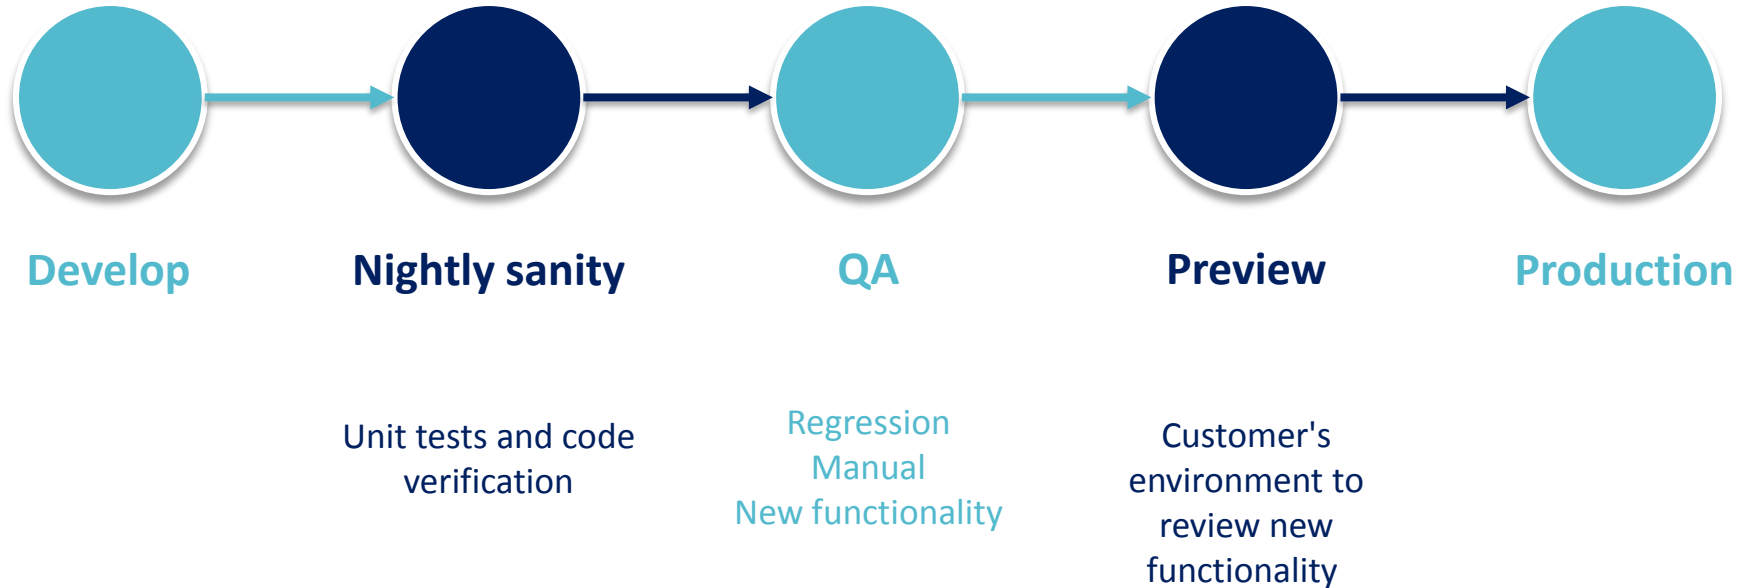 Develop
Nightly sanity
QA
Preview
Production
Unit tests and code
verification
Regression
Manual
New functionality
Customer's
environment to
review new
functionality